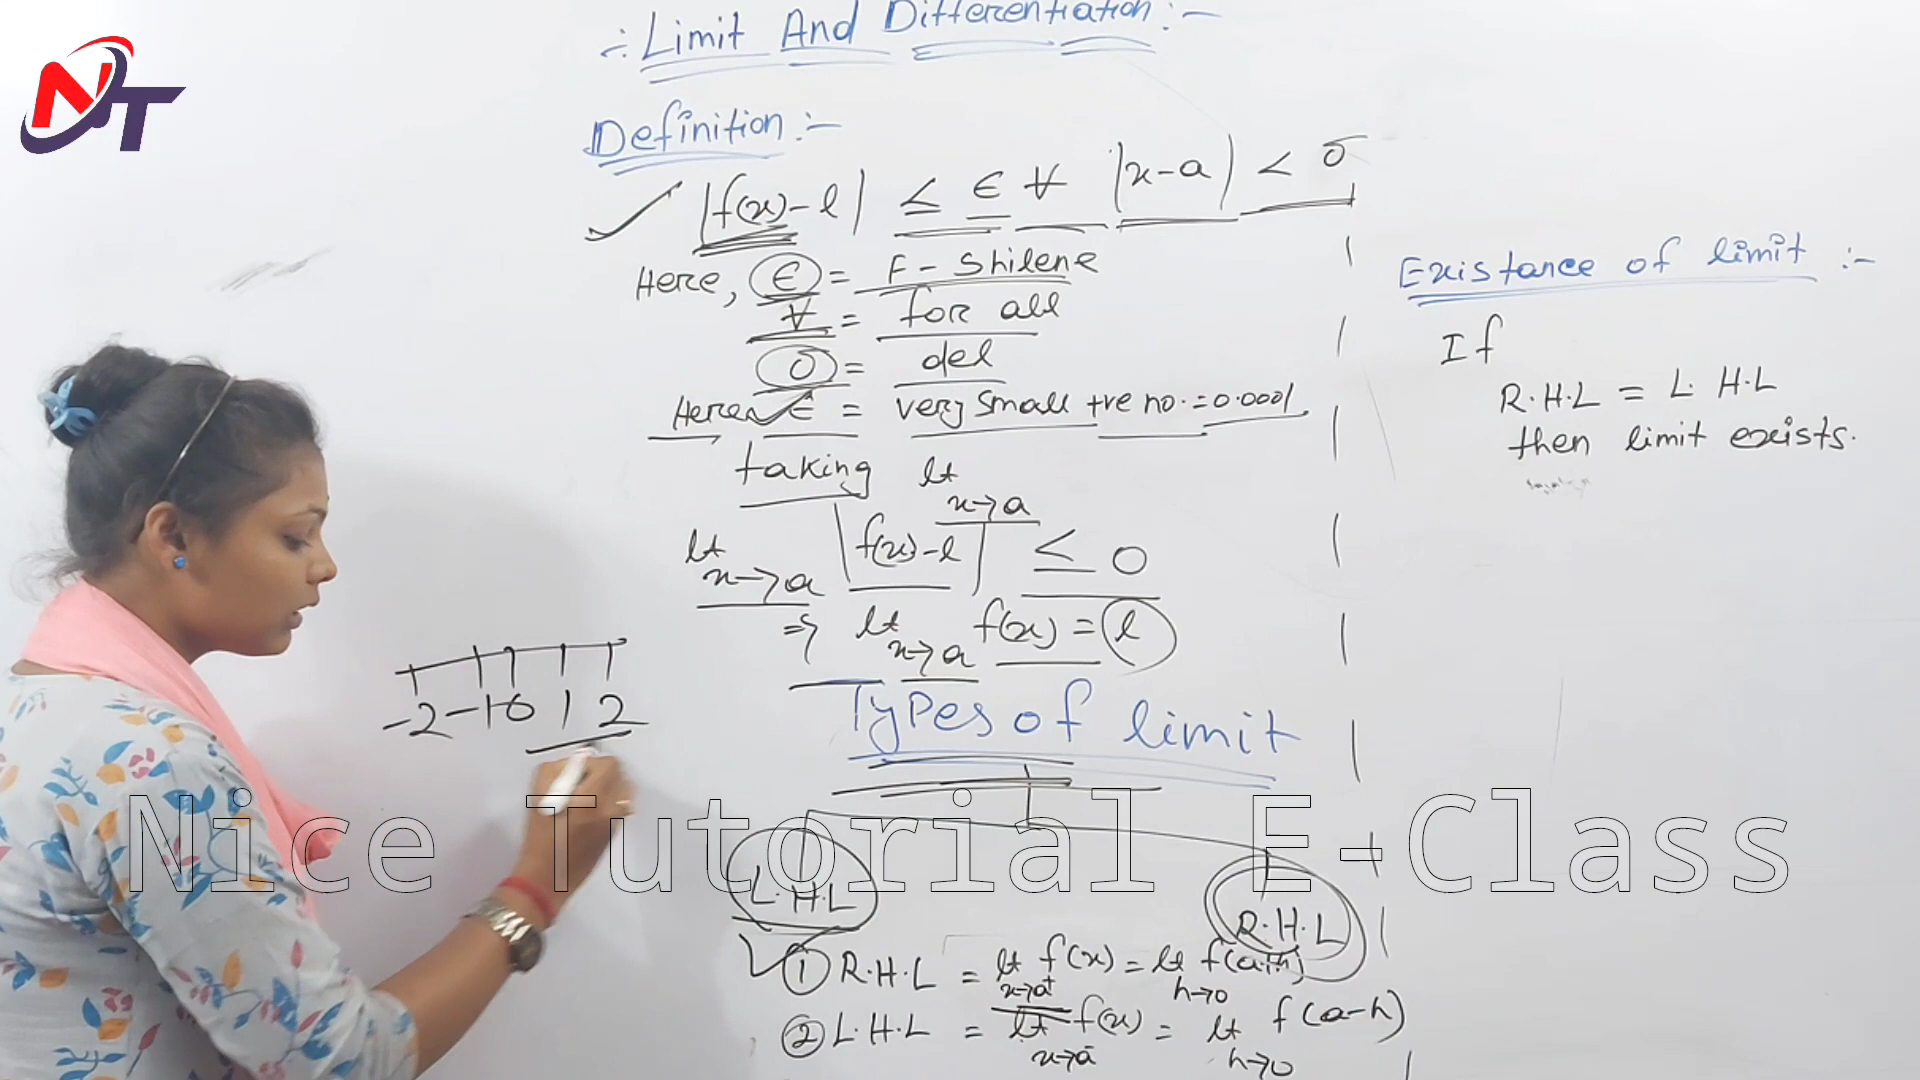 NT
:- Limit And Differentiation :-
Definition :-
|f(x) - l| ≤ ∈ ∀ |x-a| < σ
Here, ∈ = F - Shilene
∀ = for all
σ = del
Here ∈ = very small +ve no. = 0.0001
taking lt
x→a
lt |f(x)-l| ≤ 0
x→a
⇒ lt f(x) = l
x→a
-2 -1 0 1 2
Types of limit
L.H.L R.H.L
① R.H.L = lt f(x) = lt f(a+h)
x→a⁺ h→0
② L.H.L = lt f(x) = lt f(a-h)
x→a⁻ h→0
Existance of limit :-
If
R.H.L = L.H.L
then limit exists.
Nice Tutorial E-Class